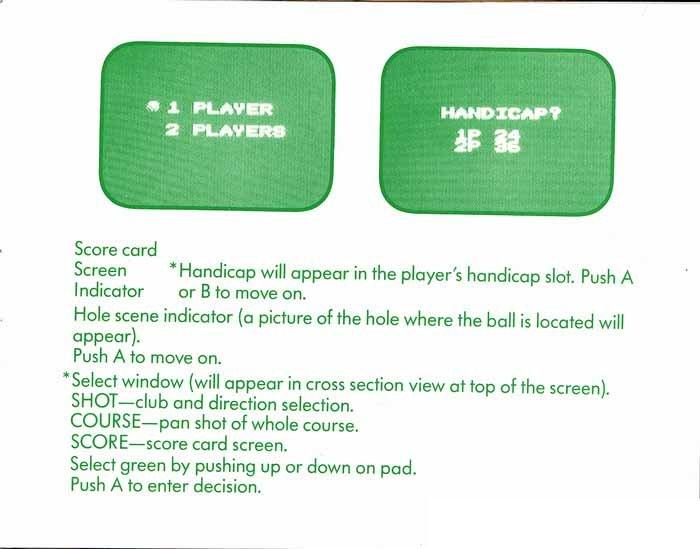 1 PLAYER
2 PLAYERS
HANDICAP?
1P 24
2P 36
Score card
Screen *Handicap will appear in the player's handicap slot. Push A
Indicator or B to move on.
Hole scene indicator (a picture of the hole where the ball is located will
appear).
Push A to move on.
*Select window (will appear in cross section view at top of the screen).
SHOT—club and direction selection.
COURSE—pan shot of whole course.
SCORE—score card screen.
Select green by pushing up or down on pad.
Push A to enter decision.